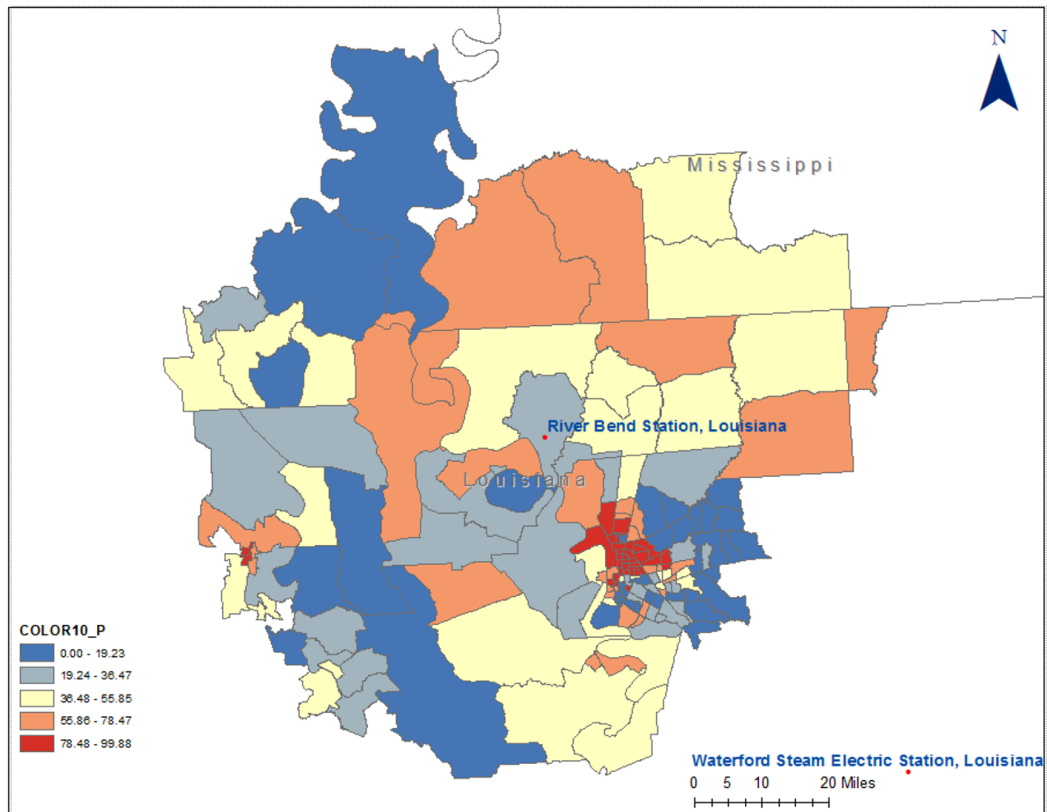 N
Mississippi
River Bend Station, Louisiana
Louisiana
COLOR10_P
0.00 - 19.23
19.24 - 36.47
36.48 - 55.85
55.86 - 78.47
78.48 - 99.88
Waterford Steam Electric Station, Louisiana
0 5 10 20 Miles